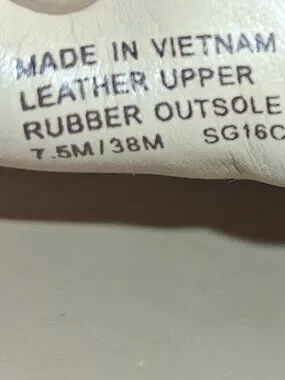 MADE IN VIETNAM
LEATHER UPPER
RUBBER OUTSOLE
7.5M/38M SG16C